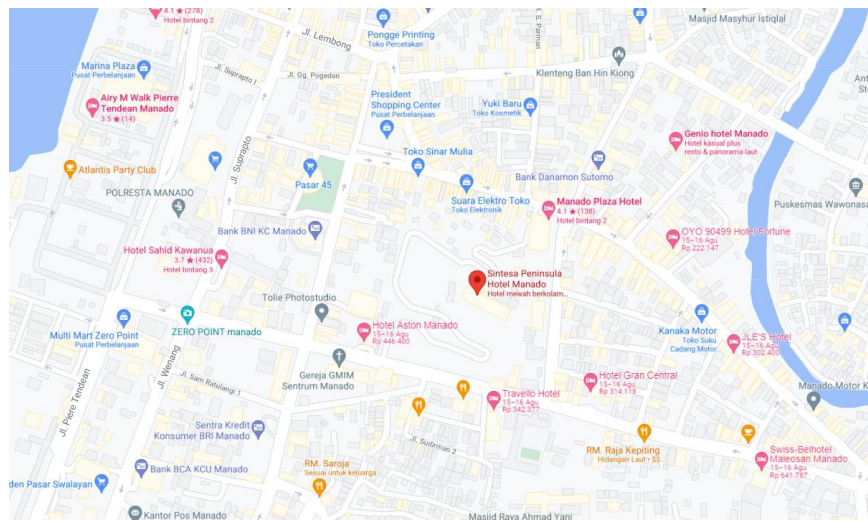 4.1 ★ (278)
Hotel bintang 2
Jl. Lembong
Pongge Printing
Toko Percetakan
Jl. S. Parman
Masjid Masyhur Istiqlal
Marina Plaza
Pusat Perbelanjaan
Jl. Suprapto I
Jl. Gg. Pogedan
Klenteng Ban Hin Kiong
Airy M Walk Pierre
Tendean Manado
3.5 ★ (14)
President
Shopping Center
Pusat Perbelanjaan
Yuki Baru
Toko Kosmetik
Genio hotel Manado
Hotel kasual plus
resto & panorama laut
Atlantis Party Club
Jl. Suprapto
Pasar 45
Toko Sinar Mulia
Bank Danamon Sutomo
POLRESTA MANADO
Suara Elektro Toko
Toko Elektronik
Manado Plaza Hotel
4.1 ★ (138)
Hotel bintang 2
Puskesmas Wawonasa
Bank BNI KC Manado
OYO 90499 Hotel Fortune
15–16 Agu
Rp 222.147
Hotel Sahid Kawanua
3.7 ★ (432)
Hotel bintang 3
Sintesa Peninsula
Hotel Manado
Hotel mewah berkolam...
Tolie Photostudio
Multi Mart Zero Point
Pusat Perbelanjaan
ZERO POINT manado
Hotel Aston Manado
15–16 Agu
Rp 446.400
Kanaka Motor
Toko Suku
Cadang Motor
JLE'S Hotel
15–16 Agu
Rp 302.400
Jl. Wenang
Gereja GMIM
Sentrum Manado
Jl. Sam Ratulangi 1
Hotel Gran Central
15–16 Agu
Rp 314.118
Travello Hotel
15–16 Agu
Rp 342.377
Manado Motor K
Jl. Piere Tendean
Sentra Kredit
Konsumer BRI Manado
Jl. Sudirman 2
RM. Raja Kepiting
Hidangan Laut • $$
Swiss-Belhotel
Maleosan Manado
15–16 Agu
Rp 641.787
Bank BCA KCU Manado
RM. Saroja
Sesuai untuk keluarga
den Pasar Swalayan
Kantor Pos Manado
Masjid Raya Ahmad Yani